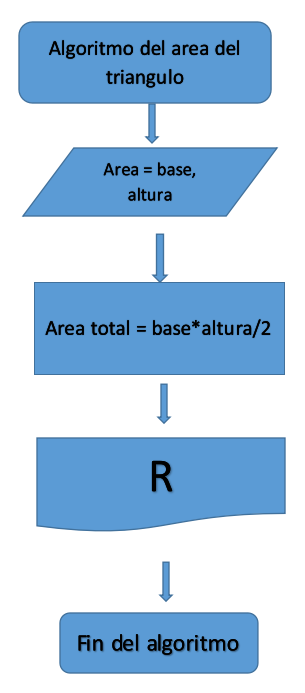 Algoritmo del area del
triangulo
Area = base,
altura
Area total = base*altura/2
R
Fin del algoritmo